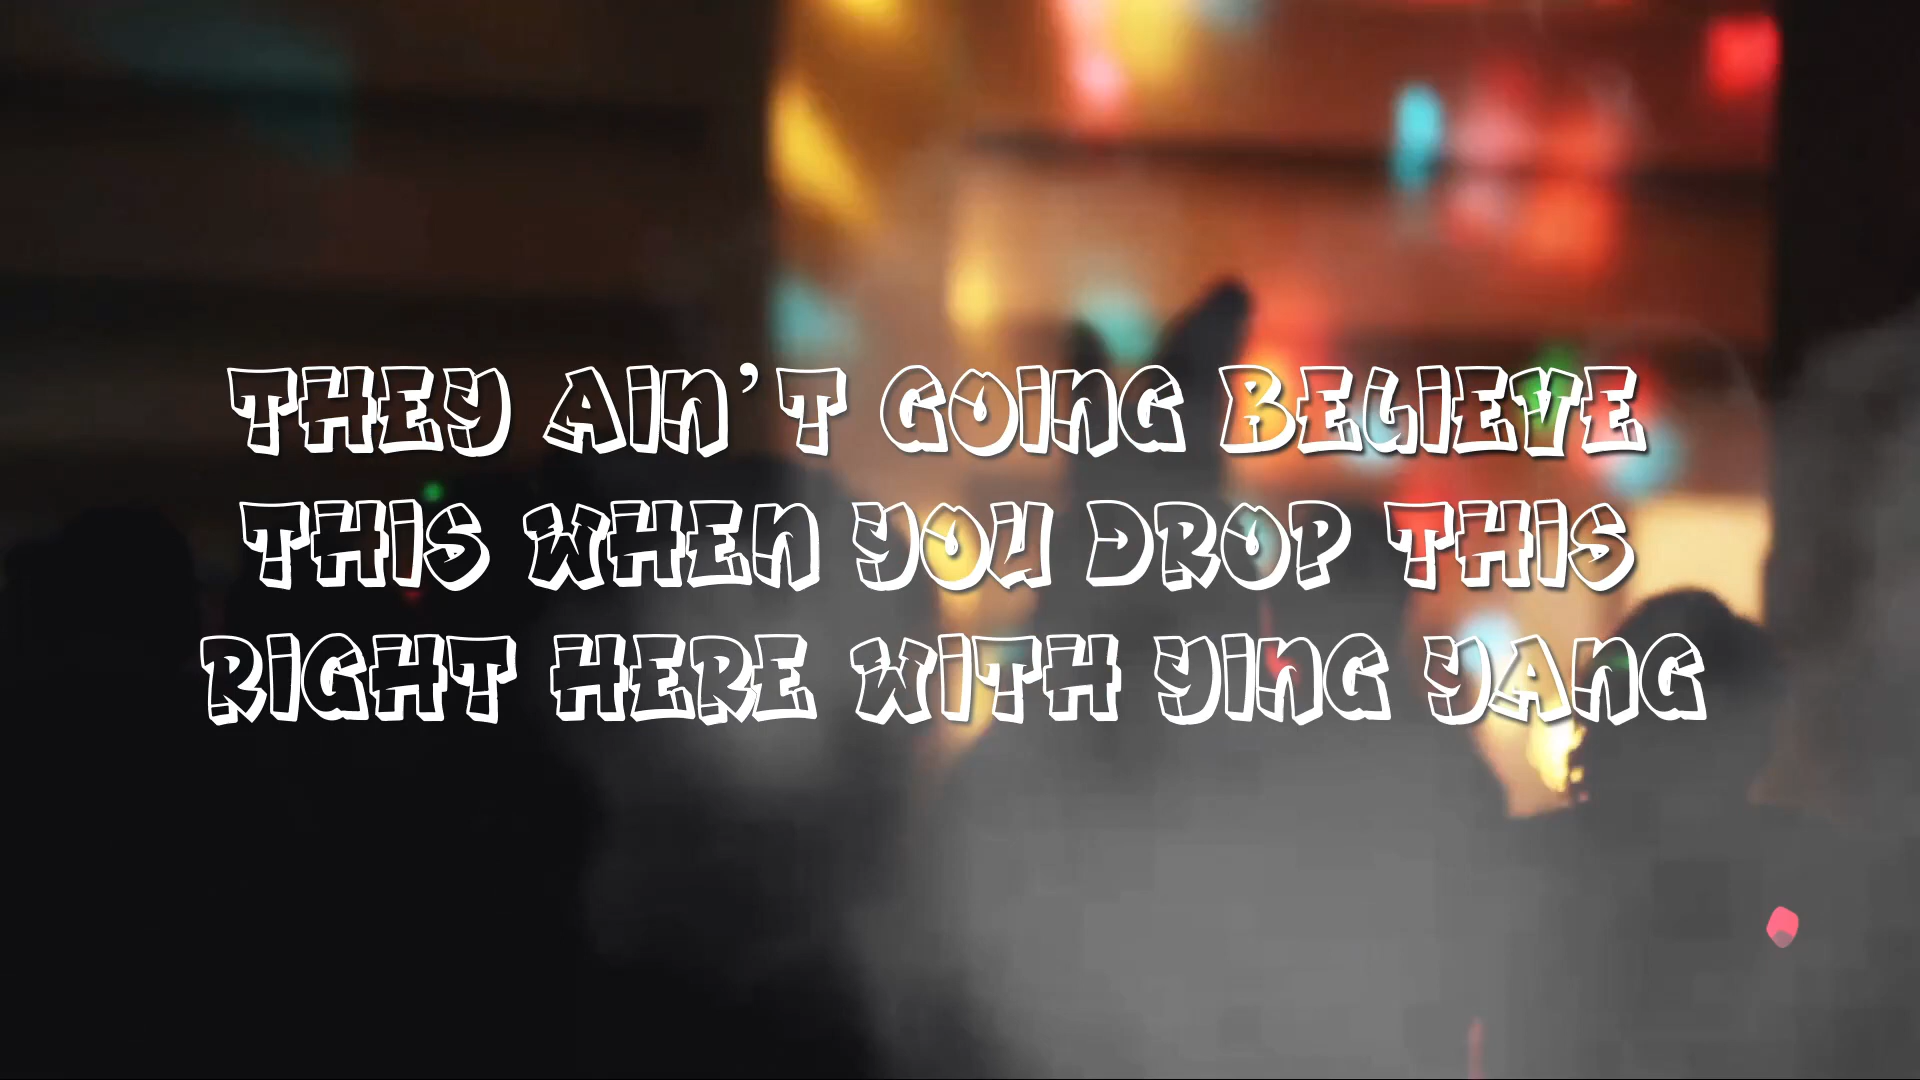 THEY AIN'T GOING BELIEVE
THIS WHEN YOU DROP THIS
RIGHT HERE WITH YING YANG